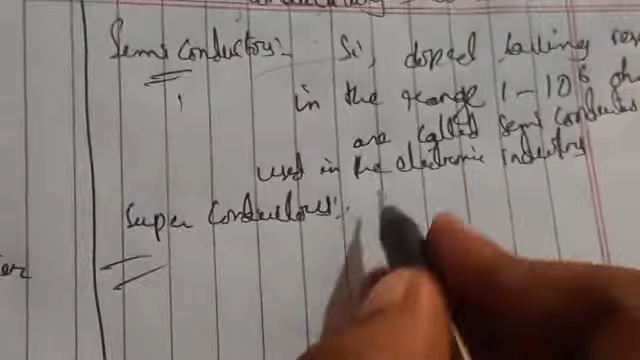 Semi Conductors:- Si, doped falling
in the range 1 - 10⁶
are called semi conductors
used in the electronic industry
Super Conductors:-